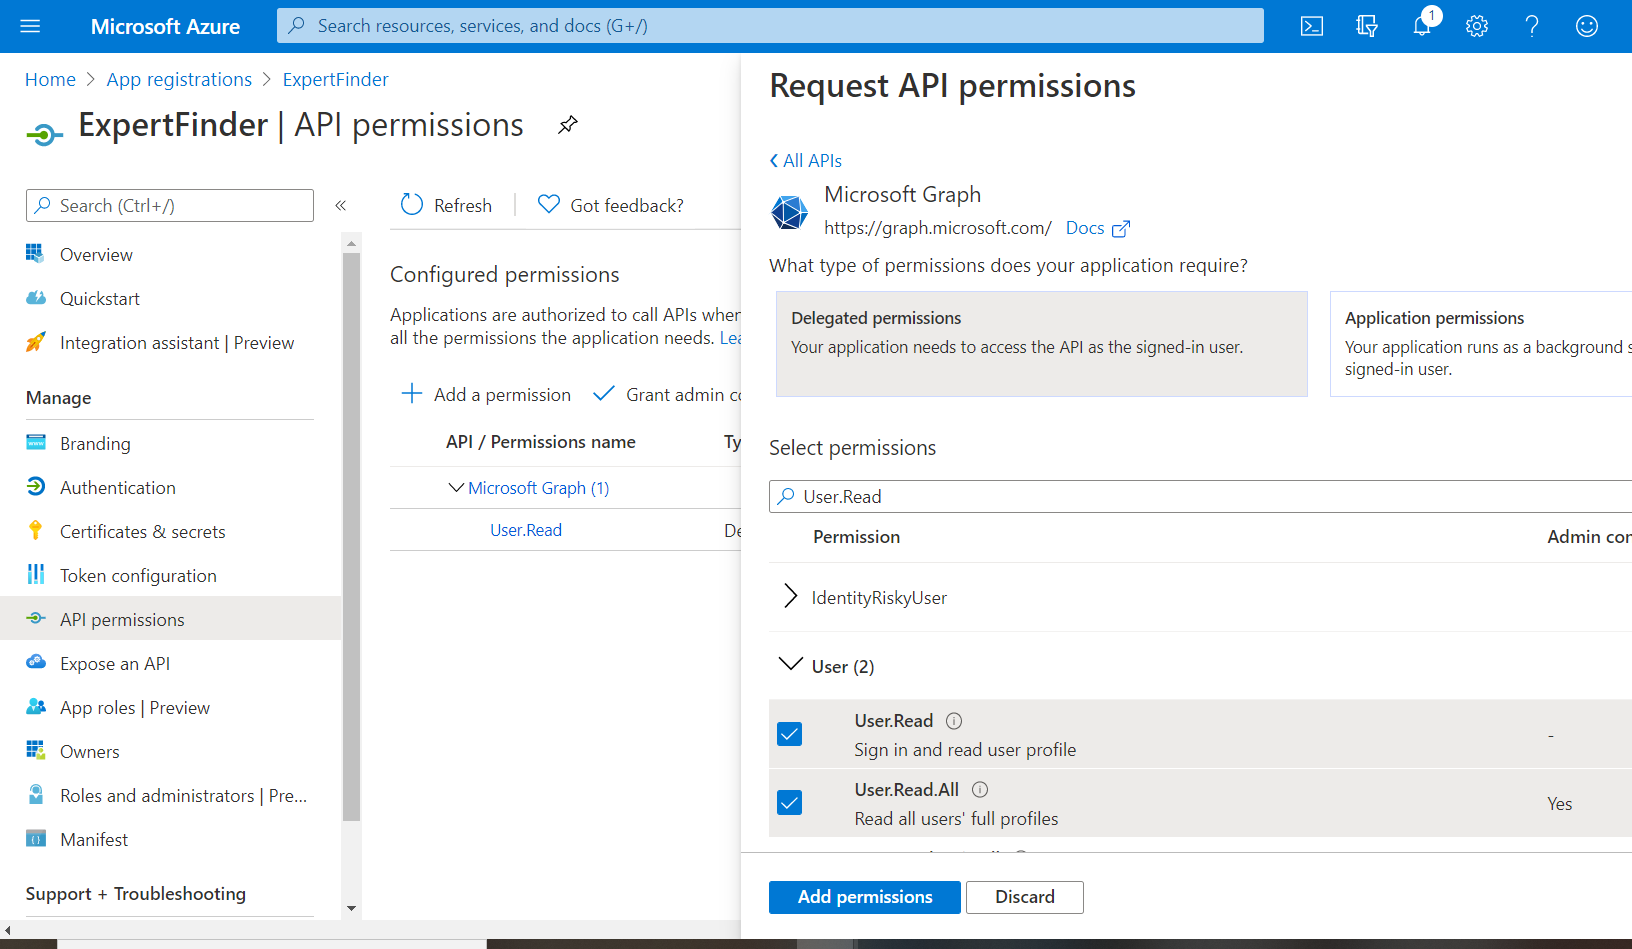 Microsoft Azure
Search resources, services, and docs (G+/)
1
Home > App registrations > ExpertFinder
ExpertFinder | API permissions
Search (Ctrl+/)
«
Overview
Quickstart
Integration assistant | Preview
Manage
Branding
Authentication
Certificates & secrets
Token configuration
API permissions
Expose an API
App roles | Preview
Owners
Roles and administrators | Pre...
Manifest
Support + Troubleshooting
Refresh
Got feedback?
Configured permissions
Applications are authorized to call APIs when
all the permissions the application needs. Lea
Add a permission
Grant admin co
API / Permissions name
Ty
Microsoft Graph (1)
User.Read
De
Request API permissions
All APIs
Microsoft Graph
https://graph.microsoft.com/ Docs
What type of permissions does your application require?
Delegated permissions
Your application needs to access the API as the signed-in user.
Application permissions
Your application runs as a background s
signed-in user.
Select permissions
User.Read
Permission
Admin con
IdentityRiskyUser
User (2)
User.Read
Sign in and read user profile
-
User.Read.All
Read all users' full profiles
Yes
Add permissions
Discard